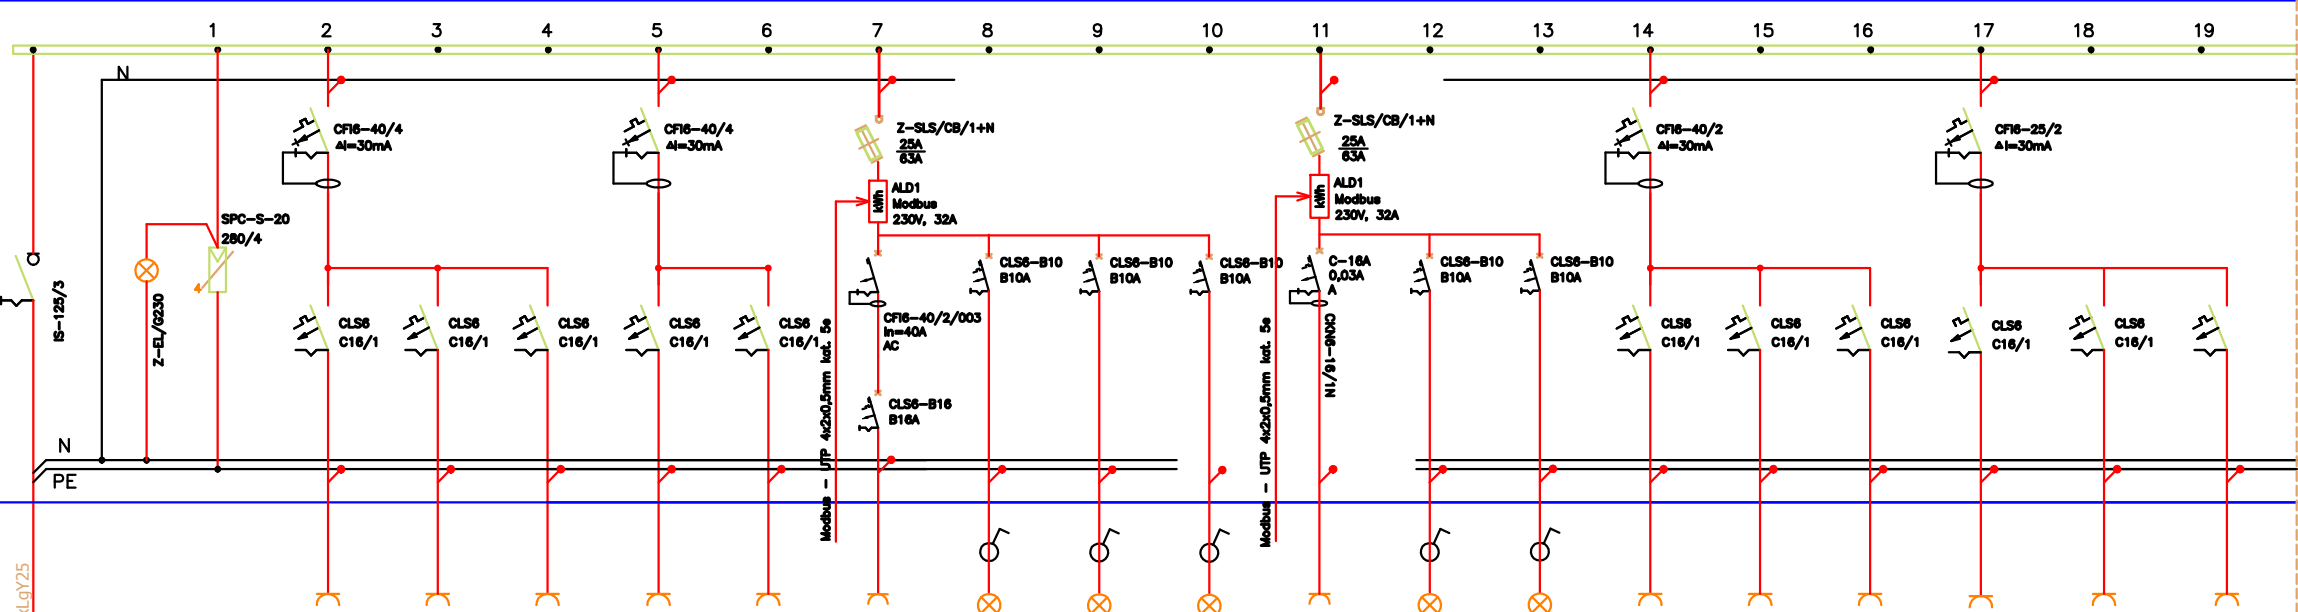 1 2 3 4 5 6 7 8 9 10 11 12 13 14 15 16 17 18 19
N
CFI6-40/4
ΔI=30mA
CFI6-40/4
ΔI=30mA
Z-SLS/CB/1+N
25A
63A
Z-SLS/CB/1+N
25A
63A
CFI6-40/2
ΔI=30mA
CFI6-25/2
ΔI=30mA
kWh
ALD1
Modbus
230V, 32A
kWh
ALD1
Modbus
230V, 32A
SPC-S-20
280/4
4
Z-EL/G230
IS-125/3
CLS6-B10
B10A
CLS6-B10
B10A
CLS6-B10
B10A
C-16A
0,03A
A
CKN6-16/1N
CLS6-B10
B10A
CLS6-B10
B10A
CLS6
C16/1
CLS6
C16/1
CLS6
C16/1
CLS6
C16/1
CLS6
C16/1
Modbus - UTP 4x2x0,5mm kat. 5e
CFI6-40/2/003
In=40A
AC
CLS6-B16
B16A
Modbus - UTP 4x2x0,5mm kat. 5e
CLS6
C16/1
CLS6
C16/1
CLS6
C16/1
CLS6
C16/1
CLS6
C16/1
N
PE